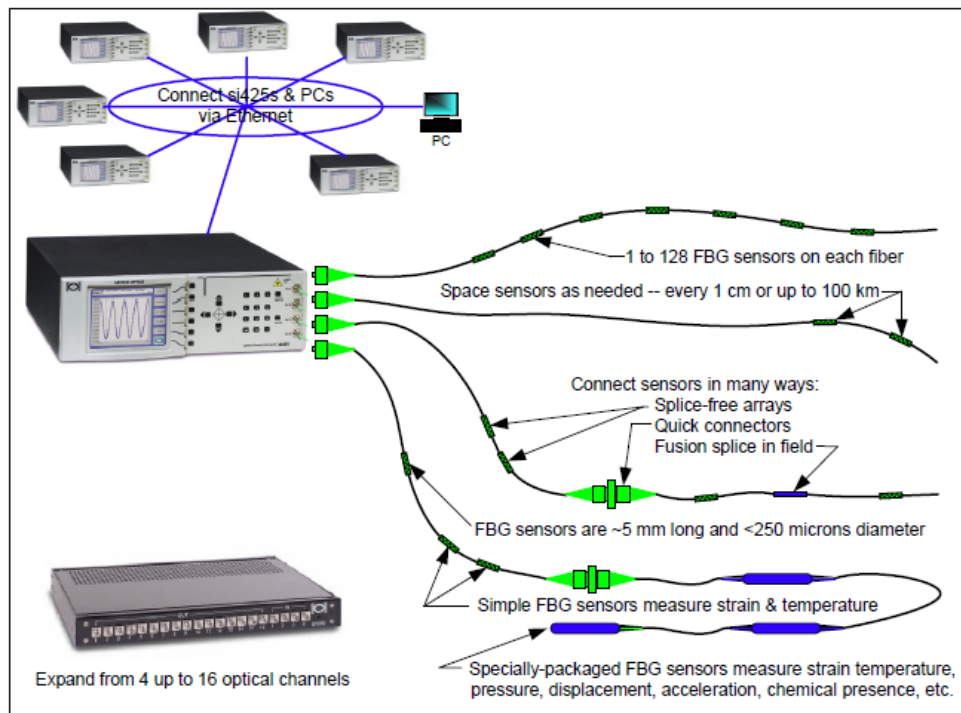 Connect si425s & PCs
via Ethernet
PC
1 to 128 FBG sensors on each fiber
Space sensors as needed -- every 1 cm or up to 100 km
Connect sensors in many ways:
Splice-free arrays
Quick connectors
Fusion splice in field
FBG sensors are ~5 mm long and <250 microns diameter
Simple FBG sensors measure strain & temperature
Expand from 4 up to 16 optical channels
Specially-packaged FBG sensors measure strain temperature,
pressure, displacement, acceleration, chemical presence, etc.